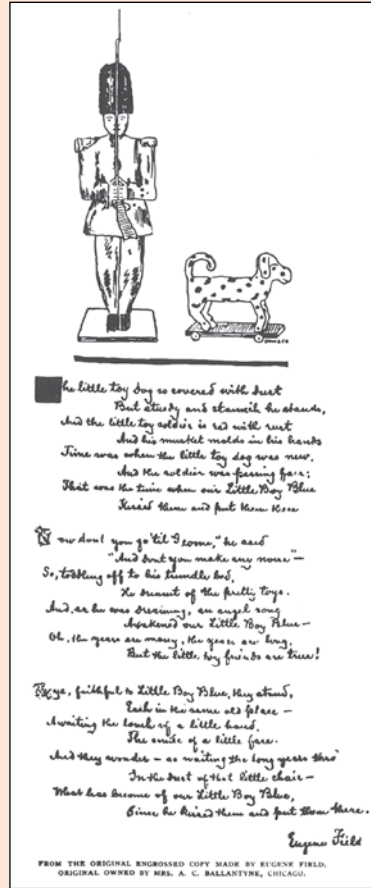 The little toy dog is covered with dust
But sturdy and staunch he stands,
And the little toy soldier is red with rust
And his musket molds in his hands
Time was when the little toy dog was new,
And the soldier was passing fair;
That was the time when our Little Boy Blue
Kissed them and put them there
Now dont you go 'til I come," he said
"And dont you make any noise" —
So, toddling off to his trundle bed,
He dreamt of the pretty toys.
And, as he was dreaming, an angel song
Awakened our Little Boy Blue —
Oh, the years are many, the years are long,
But the little toy friends are true!
Aye, faithful to Little Boy Blue, they stand,
Each in the same old place —
Awaiting the touch of a little hand,
The smile of a little face.
And they wonder — as waiting the long years thro'
In the dust of that little chair —
What has become of our Little Boy Blue,
Since he kissed them and put them there.
Eugene Field
FROM THE ORIGINAL ENGROSSED COPY MADE BY EUGENE FIELD.
ORIGINAL OWNED BY MRS. A. C. BALLANTYNE, CHICAGO.